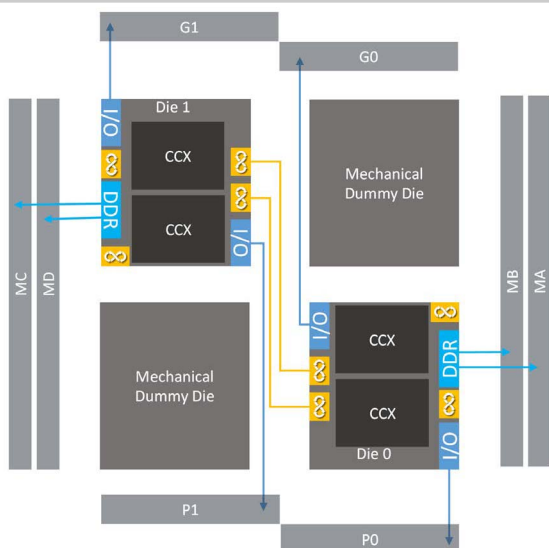 G1
G0
Die 1
I/O
CCX
∞
∞
DDR
∞
CCX
I/O
∞
Mechanical
Dummy Die
MC
MD
MB
MA
Mechanical
Dummy Die
I/O
CCX
∞
DDR
∞
∞
CCX
∞
I/O
Die 0
P1
P0